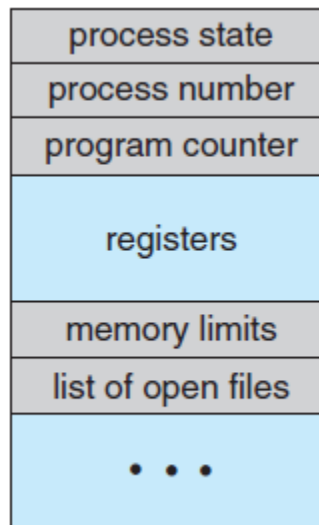 process state
process number
program counter
registers
memory limits
list of open files
• • •